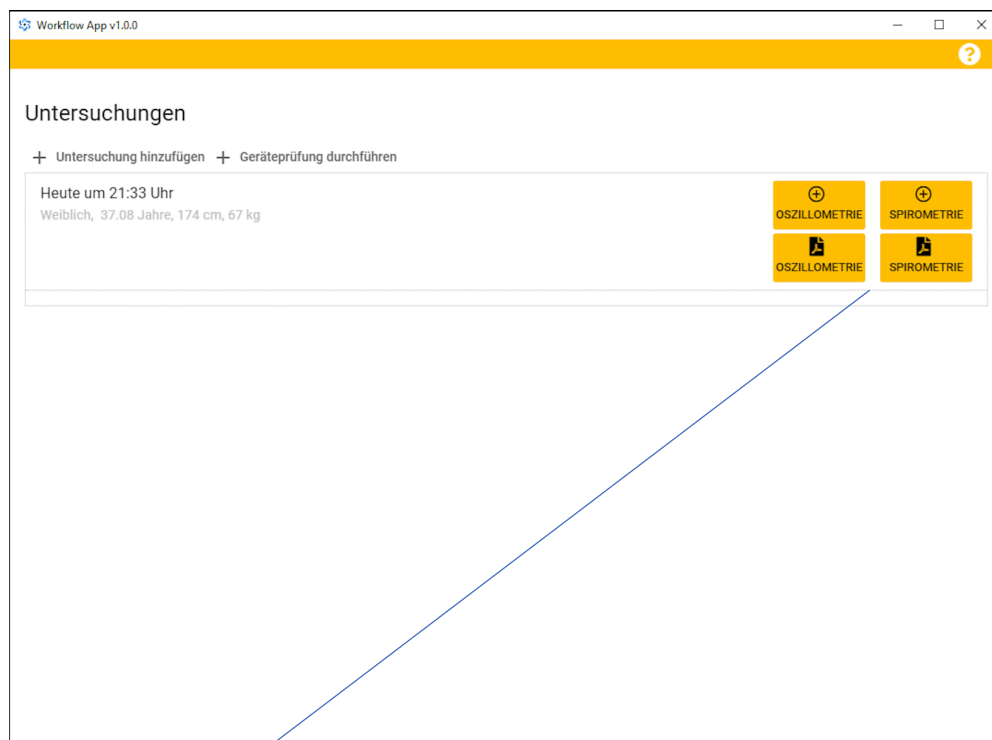 Workflow App v1.0.0
?
Untersuchungen
+ Untersuchung hinzufügen + Geräteprüfung durchführen
Heute um 21:33 Uhr
Weiblich, 37.08 Jahre, 174 cm, 67 kg
OSZILLOMETRIE SPIROMETRIE
OSZILLOMETRIE SPIROMETRIE